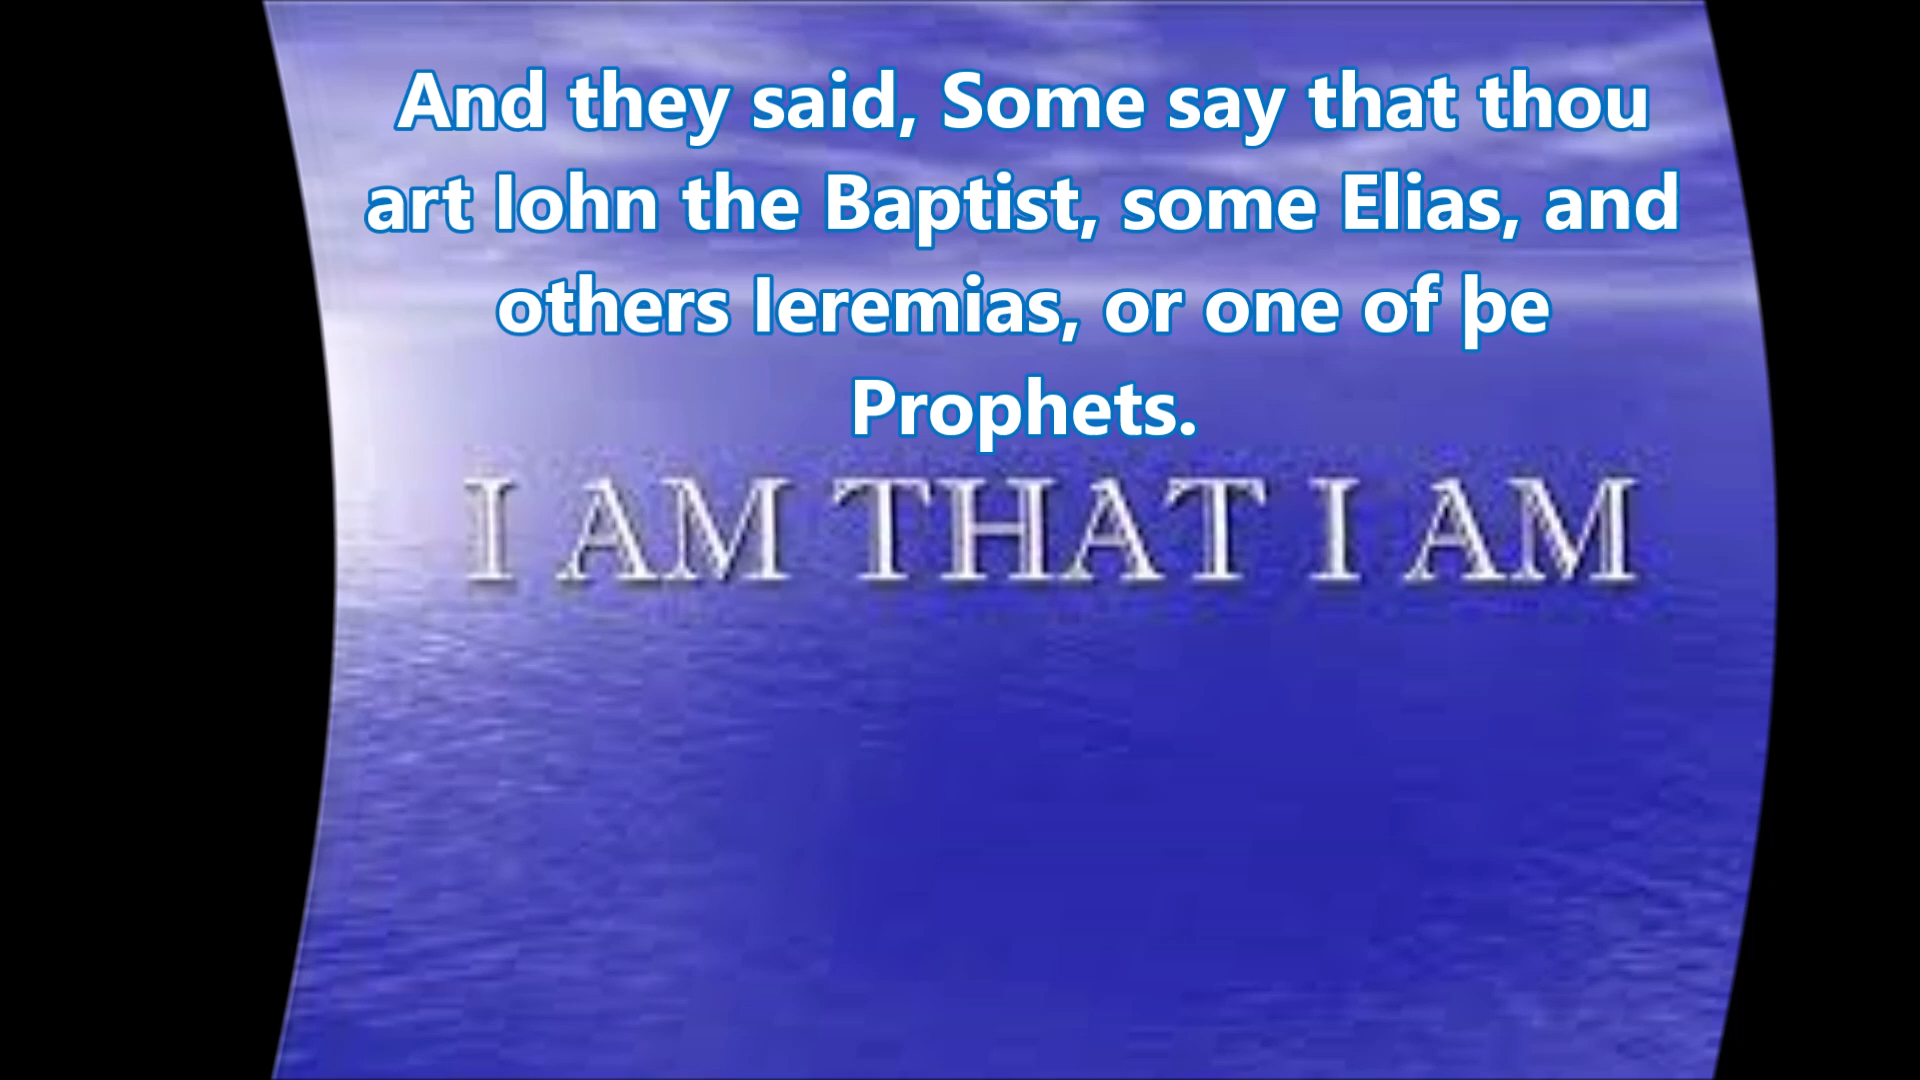 And they said, Some say that thou
art Iohn the Baptist, some Elias, and
others Ieremias, or one of þe
Prophets.
I AM THAT I AM